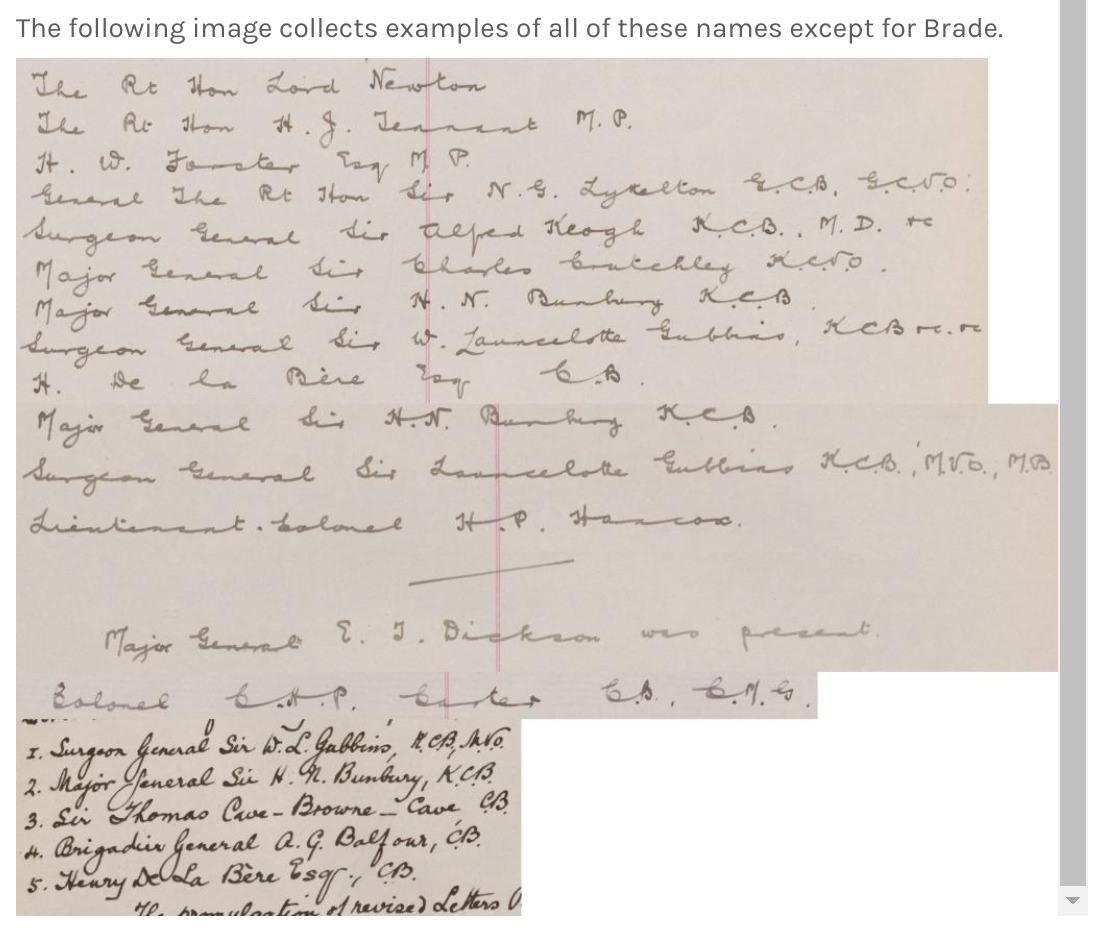 The following image collects examples of all of these names except for Brade.
The Rt Hon Lord Newton
The Rt Hon H. J. Tennant M. P.
H. W. Forster Esq M P.
General The Rt Hon Sir N. G. Lyttelton G.C.B, G.C.V.O.
Surgeon General Sir Alfred Keogh K.C.B., M.D. &c
Major General Sir Charles Crutchley K.C.V.O.
Major General Sir H. N. Bunbury K.C.B
Surgeon General Sir W. Launcelotte Gubbins, KCB &c. &c
H. De la Bère Esq C.B.
Major General Sir H.N. Bunbury K.C.B.
Surgeon General Sir Launcelotte Gubbins K.C.B., M.V.O., M.B.
Lieutenant. Colonel H.P. Hancox.
Major General E. T. Dickson was present.
Colonel C.H.P. Carter C.B., C.M.G.
1. Surgeon General Sir W. L. Gubbins, K.C.B, M.V.O.
2. Major General Sir H. N. Bunbury, K.C.B.
3. Sir Thomas Cave-Browne-Cave CB
4. Brigadier General A. G. Balfour, C.B.
5. Henry De La Bère Esqr., CB.
The promulgation of revised Letters